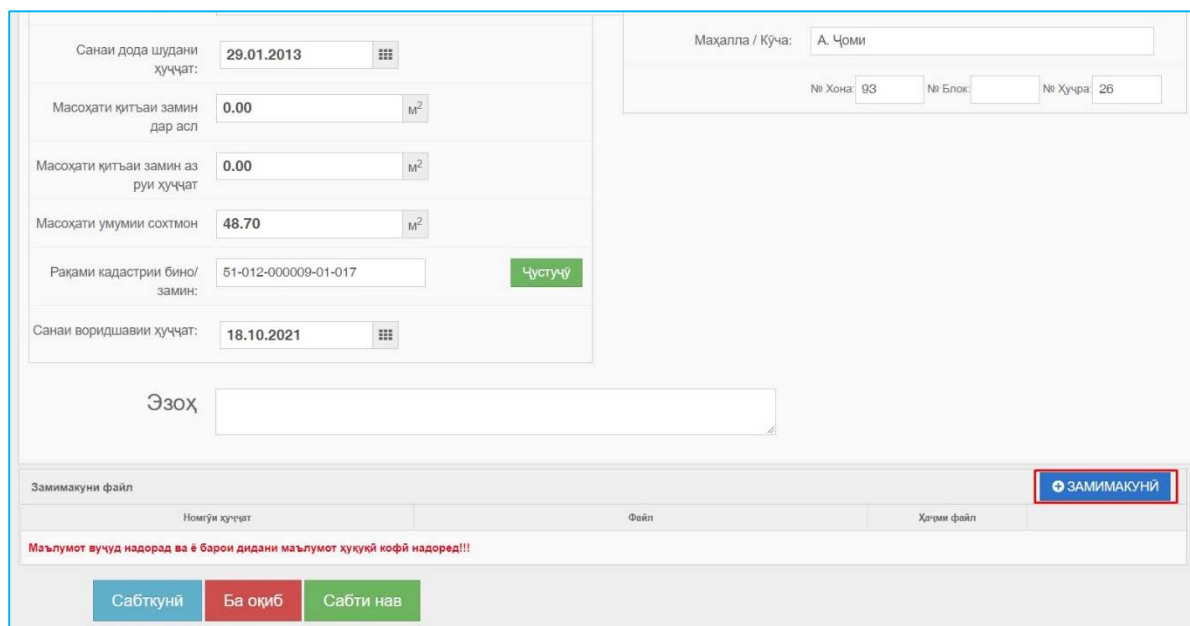 Санаи дода шудани
ҳуҷҷат:
29.01.2013
Масоҳати қитъаи замин
дар асл
0.00 м²
Масоҳати қитъаи замин аз
руи ҳуҷҷат
0.00 м²
Масоҳати умумии сохтмон
48.70 м²
Рақами кадастрии бино/
замин:
51-012-000009-01-017
Ҷустуҷӯ
Санаи воридшавии ҳуҷҷат:
18.10.2021
Маҳалла / Кӯча: А. Ҷоми
№ Хона: 93 № Блок: № Ҳуҷра: 26
Эзоҳ
Замимакуни файл
ЗАМИМАКУНӢ
Номгӯи ҳуҷҷат Файл Ҳаҷми файл
Маълумот вуҷуд надорад ва ё барои дидани маълумот ҳуқуқӣ кофӣ надоред!!!
Сабткунӣ Ба оқиб Сабти нав